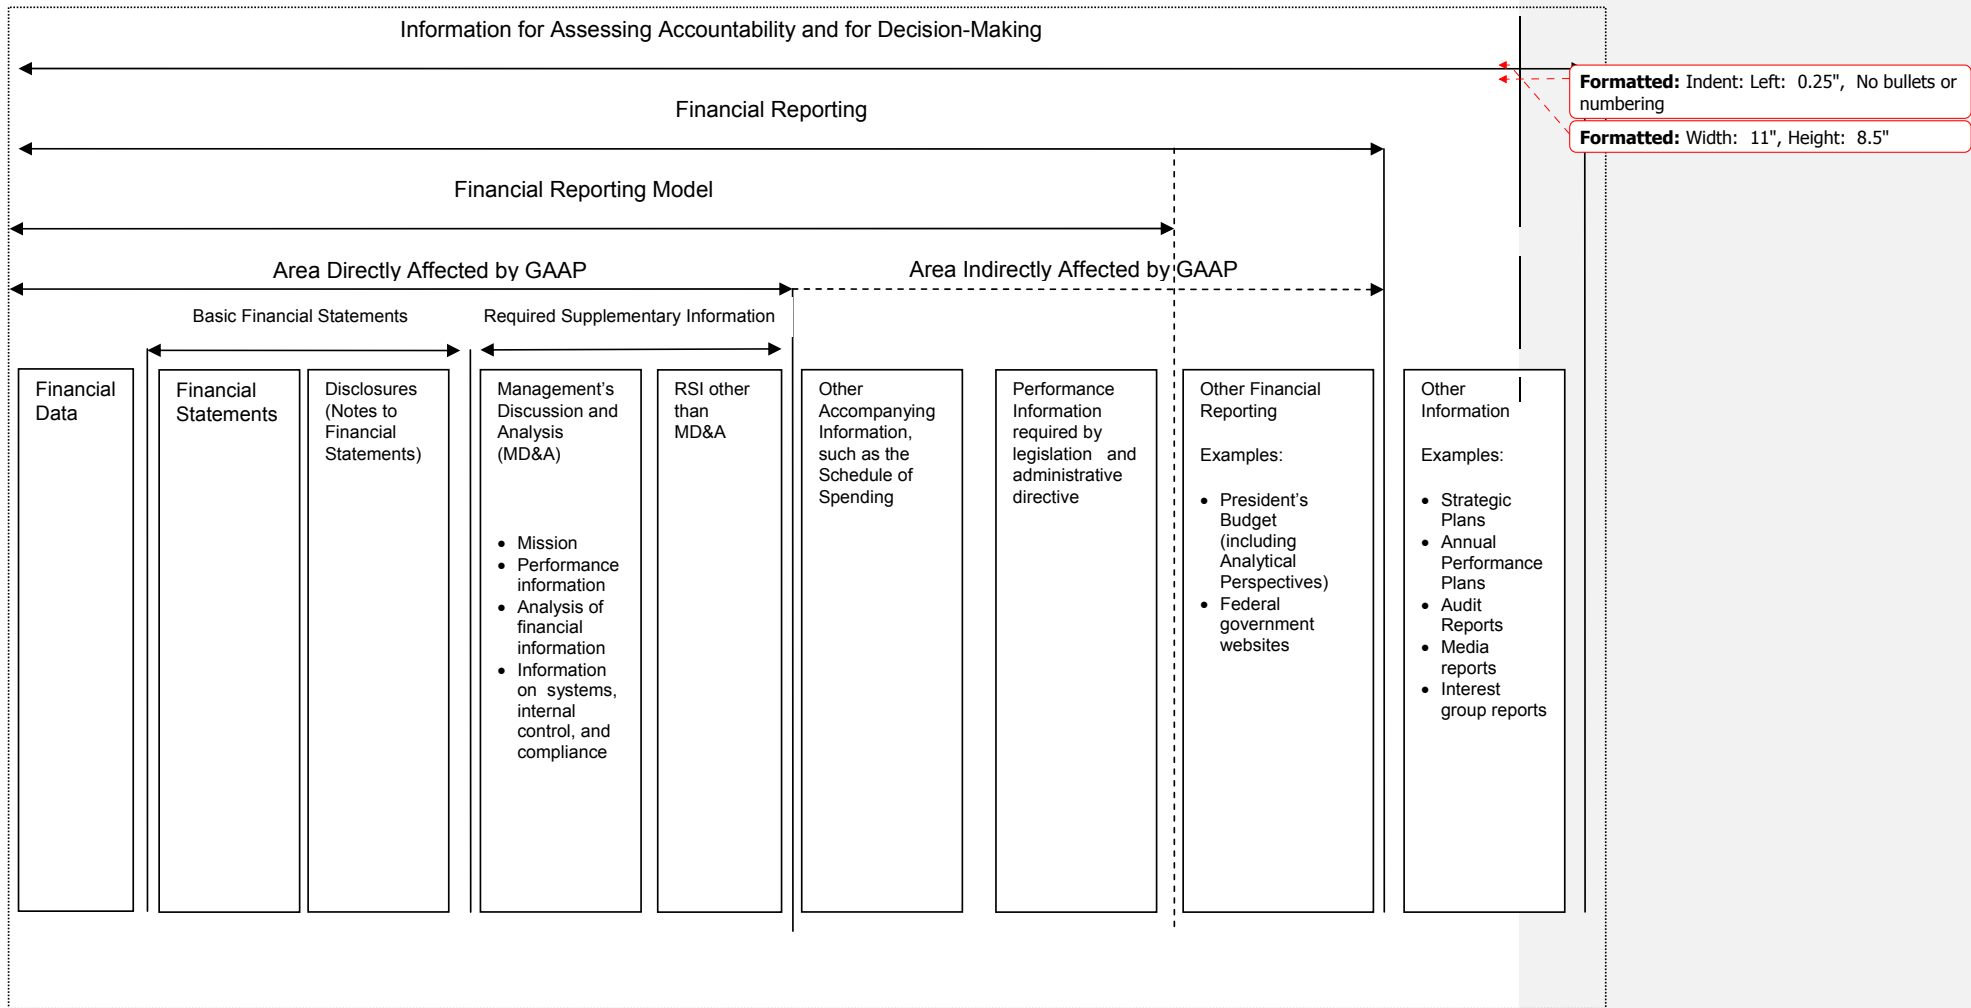 Information for Assessing Accountability and for Decision-Making
Formatted: Indent: Left: 0.25", No bullets or
numbering
Formatted: Width: 11", Height: 8.5"
Financial Reporting
Financial Reporting Model
Area Directly Affected by GAAP
Area Indirectly Affected by GAAP
Basic Financial Statements
Required Supplementary Information
Financial
Data
Financial
Statements
Disclosures
(Notes to
Financial
Statements)
Management's
Discussion and
Analysis
(MD&A)
• Mission
• Performance
information
• Analysis of
financial
information
• Information
on systems,
internal
control, and
compliance
RSI other
than
MD&A
Other
Accompanying
Information,
such as the
Schedule of
Spending
Performance
Information
required by
legislation and
administrative
directive
Other Financial
Reporting
Examples:
• President's
Budget
(including
Analytical
Perspectives)
• Federal
government
websites
Other
Information
Examples:
• Strategic
Plans
• Annual
Performance
Plans
• Audit
Reports
• Media
reports
• Interest
group reports